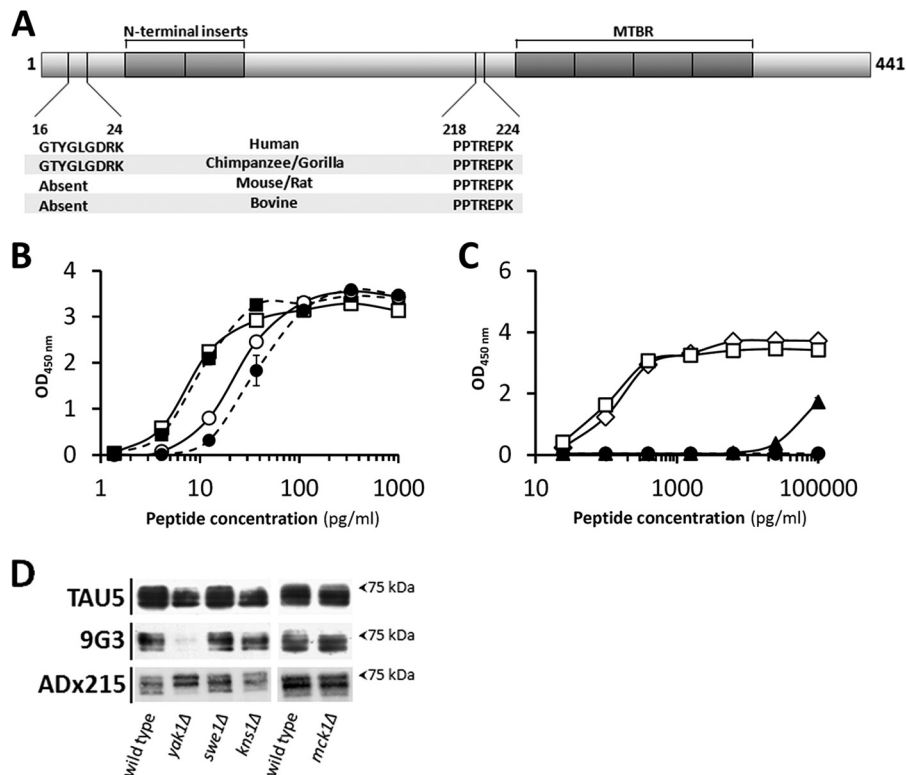 A
N-terminal inserts
MTBR
1
441
16 24
218 224
GTYGLGDRK Human PPTREPK
GTYGLGDRK Chimpanzee/Gorilla PPTREPK
Absent Mouse/Rat PPTREPK
Absent Bovine PPTREPK
B
4
3
2
1
0
OD450 nm
1 10 100 1000
Peptide concentration (pg/ml)
C
6
4
2
0
OD450 nm
10 1000 100000
Peptide concentration (pg/ml)
D
TAU5
75 kDa
9G3
75 kDa
ADx215
75 kDa
wild type
yak1Δ
swe1Δ
kns1Δ
wild type
mck1Δ